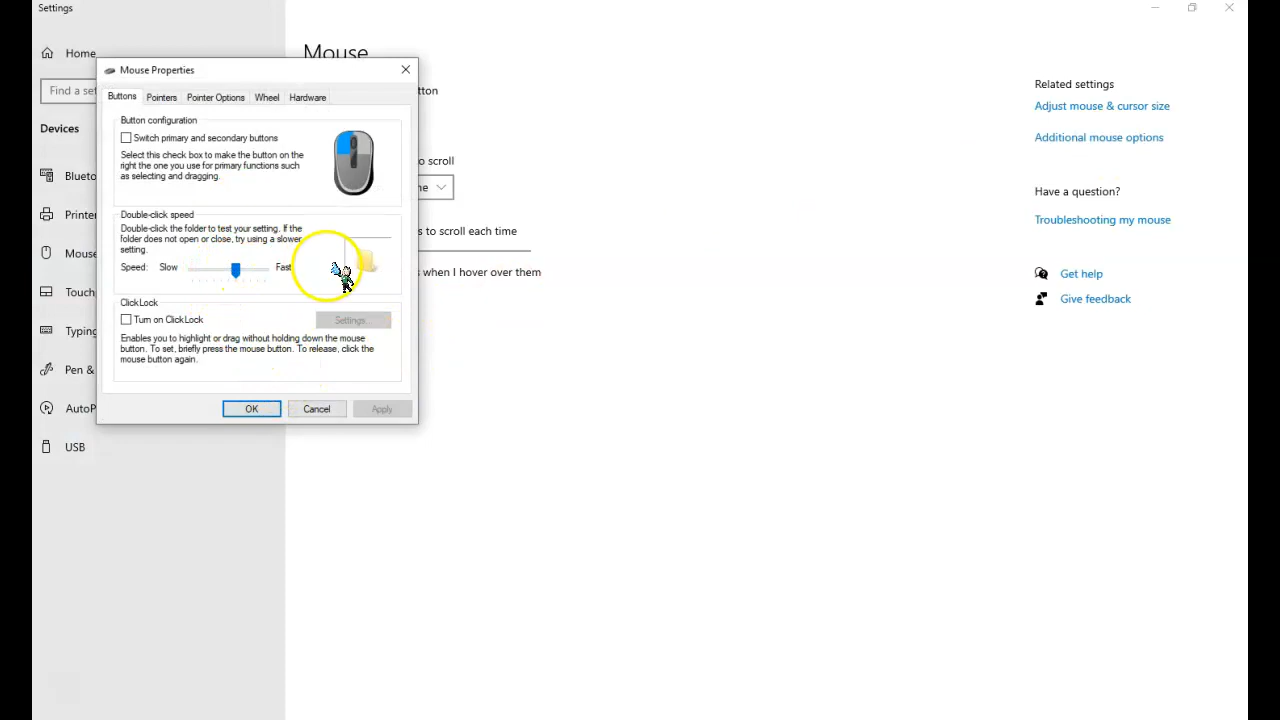 Settings
Home
Find a set
Devices
Blueto
Printer
Mouse
Touch
Typing
Pen &
AutoP
USB
Mouse
tton
o scroll
ne
s to scroll each time
s when I hover over them
Related settings
Adjust mouse & cursor size
Additional mouse options
Have a question?
Troubleshooting my mouse
Get help
Give feedback
Mouse Properties
Buttons Pointers Pointer Options Wheel Hardware
Button configuration
Switch primary and secondary buttons
Select this check box to make the button on the
right the one you use for primary functions such
as selecting and dragging.
Double-click speed
Double-click the folder to test your setting. If the
folder does not open or close, try using a slower
setting.
Speed: Slow Fast
ClickLock
Turn on ClickLock
Settings...
Enables you to highlight or drag without holding down the mouse
button. To set, briefly press the mouse button. To release, click the
mouse button again.
OK Cancel Apply